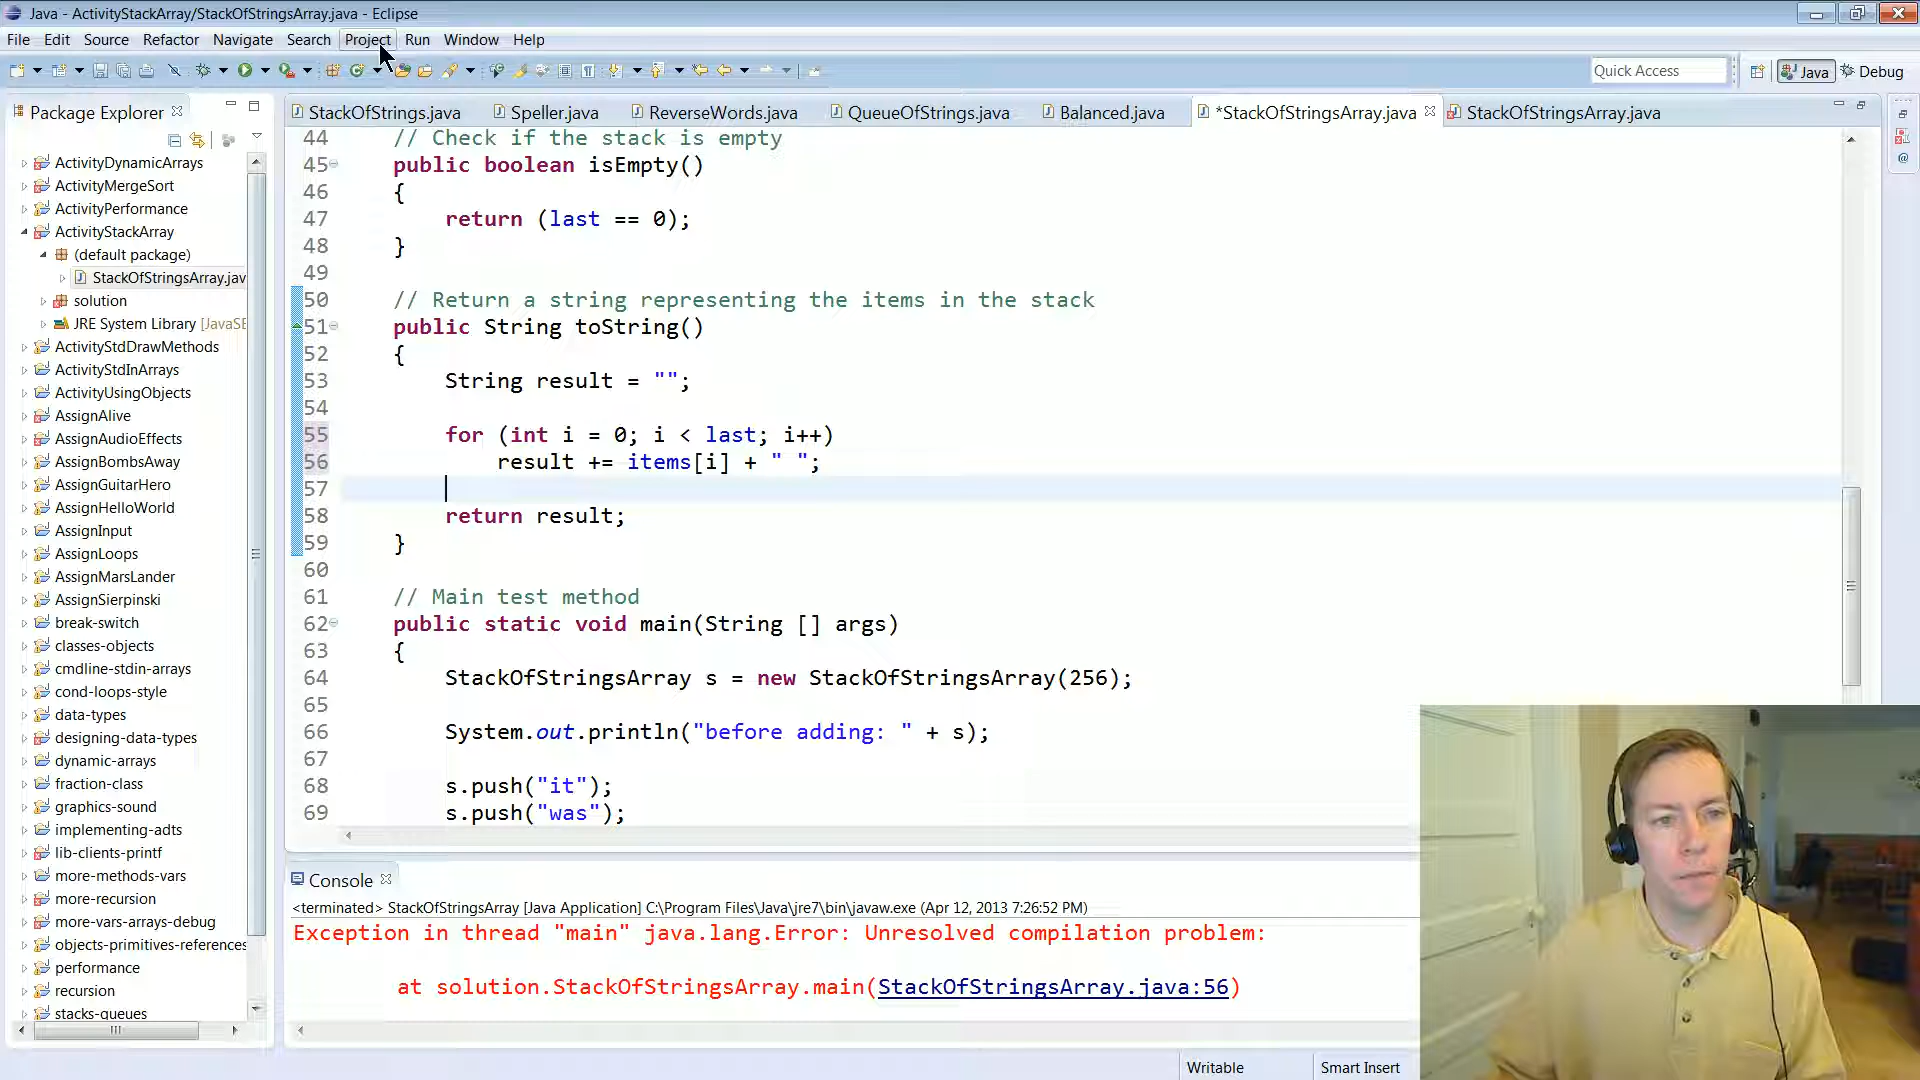 Java - ActivityStackArray/StackOfStringsArray.java - Eclipse
File Edit Source Refactor Navigate Search Project Run Window Help
Quick Access
Java
Debug
Package Explorer
StackOfStrings.java
Speller.java
ReverseWords.java
QueueOfStrings.java
Balanced.java
*StackOfStringsArray.java
StackOfStringsArray.java
ActivityDynamicArrays
ActivityMergeSort
ActivityPerformance
ActivityStackArray
(default package)
StackOfStringsArray.jav
solution
JRE System Library [JavaSE
ActivityStdDrawMethods
ActivityStdInArrays
ActivityUsingObjects
AssignAlive
AssignAudioEffects
AssignBombsAway
AssignGuitarHero
AssignHelloWorld
AssignInput
AssignLoops
AssignMarsLander
AssignSierpinski
break-switch
classes-objects
cmdline-stdin-arrays
cond-loops-style
data-types
designing-data-types
dynamic-arrays
fraction-class
graphics-sound
implementing-adts
lib-clients-printf
more-methods-vars
more-recursion
more-vars-arrays-debug
objects-primitives-references
performance
recursion
stacks-queues
44 // Check if the stack is empty
45 public boolean isEmpty()
46 {
47 return (last == 0);
48 }
49
50 // Return a string representing the items in the stack
51 public String toString()
52 {
53 String result = "";
54
55 for (int i = 0; i < last; i++)
56 result += items[i] + " ";
57
58 return result;
59 }
60
61 // Main test method
62 public static void main(String [] args)
63 {
64 StackOfStringsArray s = new StackOfStringsArray(256);
65
66 System.out.println("before adding: " + s);
67
68 s.push("it");
69 s.push("was");
Console
<terminated> StackOfStringsArray [Java Application] C:\Program Files\Java\jre7\bin\javaw.exe (Apr 12, 2013 7:26:52 PM)
Exception in thread "main" java.lang.Error: Unresolved compilation problem:
at solution.StackOfStringsArray.main(StackOfStringsArray.java:56)
Writable
Smart Insert